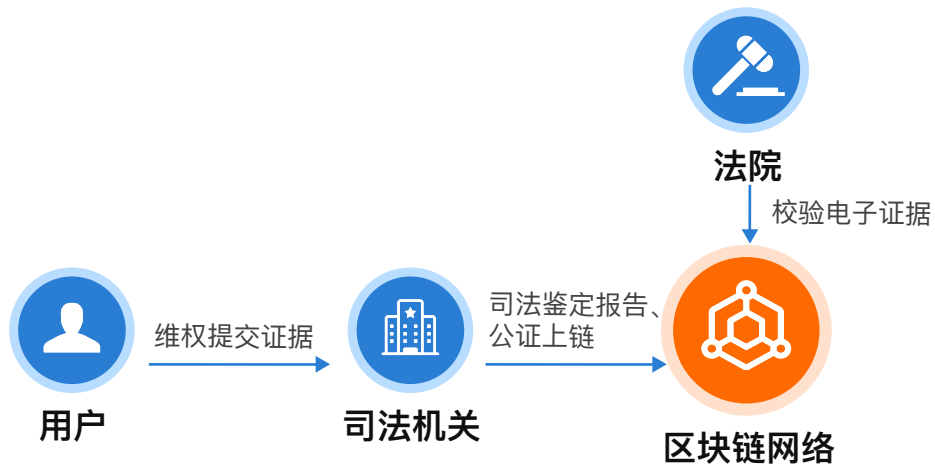 法院
校验电子证据
维权提交证据
司法鉴定报告、
公证上链
用户
司法机关
区块链网络